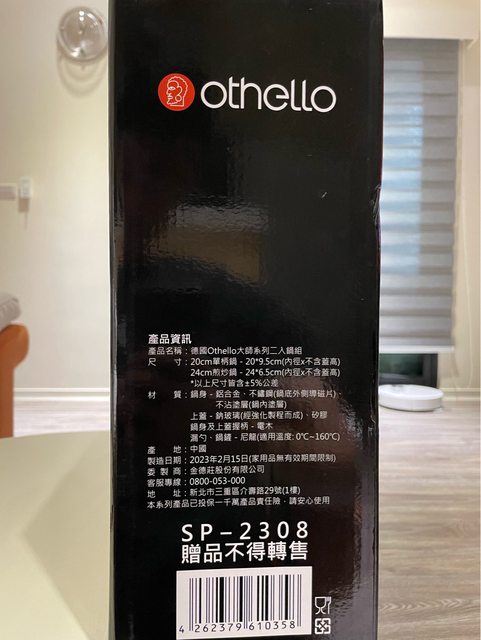 othello
產品資訊
產品名稱：德國Othello大師系列二入鍋組
尺　寸：20cm單柄鍋 - 20*9.5cm(內徑x不含蓋高)
24cm煎炒鍋 - 24*6.5cm(內徑x不含蓋高)
*以上尺寸皆含±5%公差
材　質：鍋身 - 鋁合金、不鏽鋼(鍋底外側導磁片)、
不沾塗層(鍋內塗層)
上蓋 - 鈉玻璃(經強化製程而成)、矽膠
鍋身及上蓋握柄 - 電木
漏勺、鍋鏟 - 尼龍(適用溫度: 0℃~160℃)
產　地：中國
製造日期：2023年2月15日(家用品無有效期間限制)
委 製 商：金德莊股份有限公司
客服專線：0800-053-000
地　址：新北市三重區介壽路29號(1樓)
本系列產品已投保一千萬產品責任險，請安心使用
SP-2308
贈品不得轉售
4 262379 610358